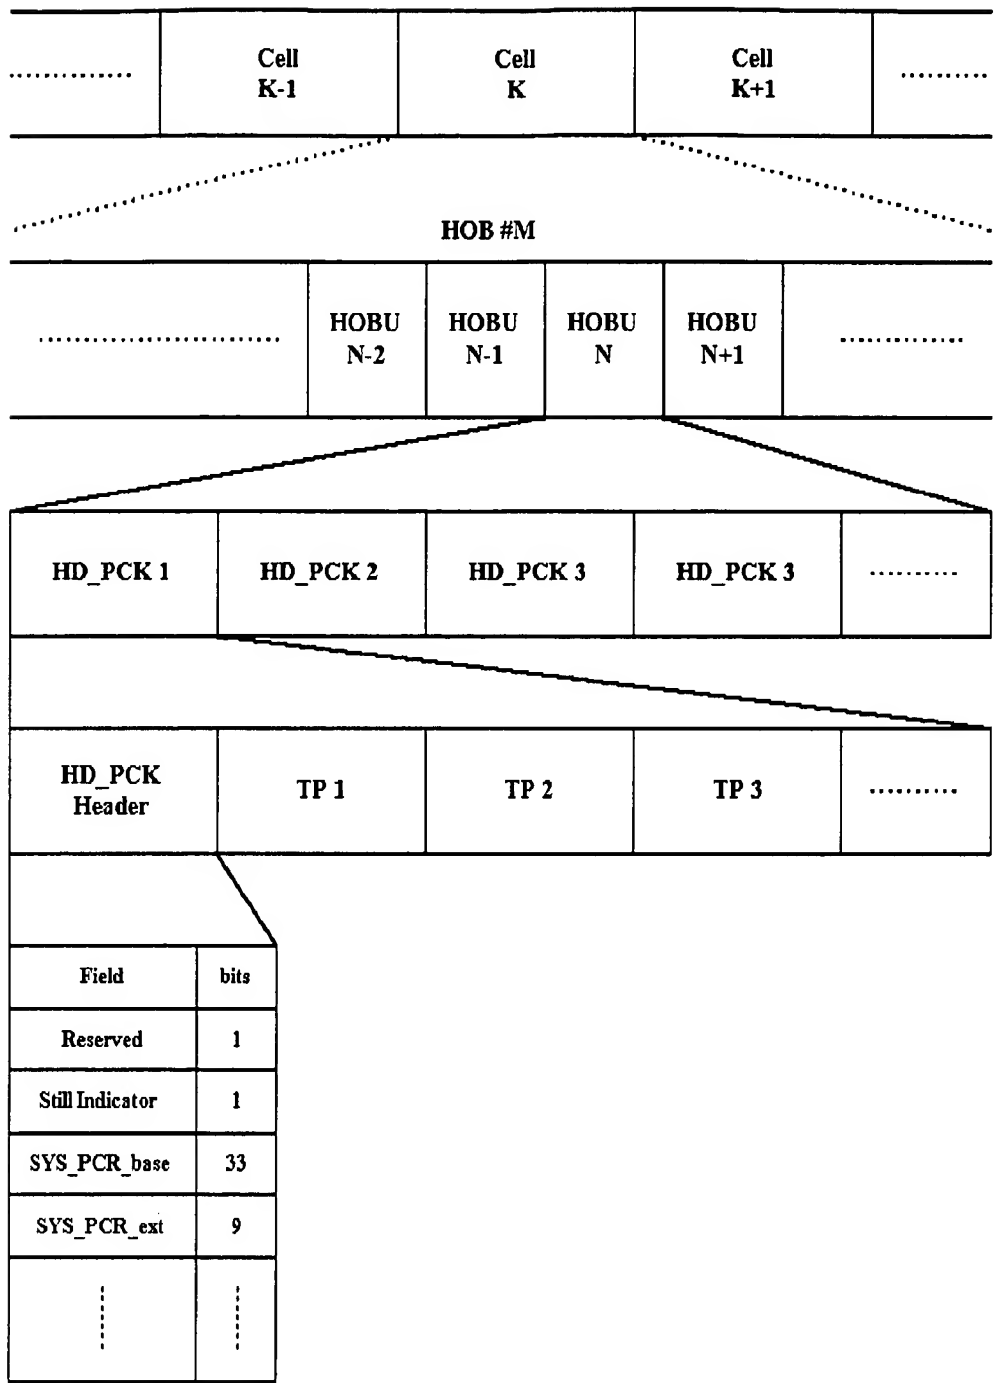 Cell
K-1
Cell
K
Cell
K+1
HOB #M
HOBU
N-2
HOBU
N-1
HOBU
N
HOBU
N+1
HD_PCK 1
HD_PCK 2
HD_PCK 3
HD_PCK 3
HD_PCK
Header
TP 1
TP 2
TP 3
Field bits
Reserved 1
Still Indicator 1
SYS_PCR_base 33
SYS_PCR_ext 9